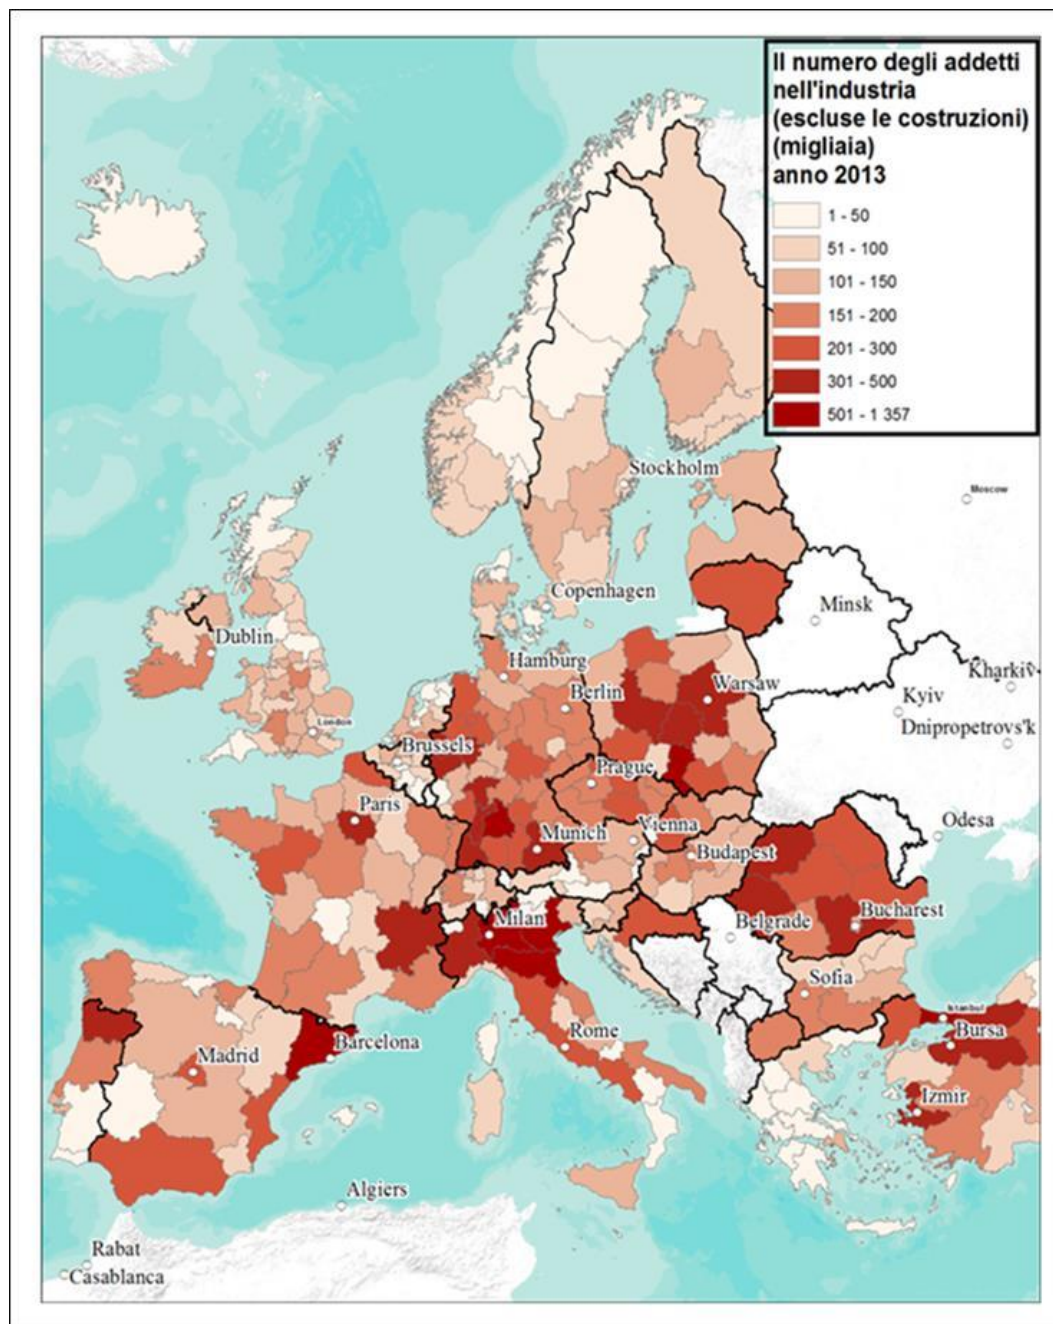 Il numero degli addetti
nell'industria
(escluse le costruzioni)
(migliaia)
anno 2013
1 - 50
51 - 100
101 - 150
151 - 200
201 - 300
301 - 500
501 - 1 357
Stockholm
Moscow
Copenhagen
Minsk
Dublin
Hamburg
Kharkiv
Berlin
Warsaw
Kyiv
London
Dnipropetrovs'k
Brussels
Prague
Paris
Vienna
Odesa
Munich
Budapest
Milan
Belgrade
Bucharest
Sofia
Istanbul
Rome
Bursa
Barcelona
Madrid
Izmir
Algiers
Rabat
Casablanca